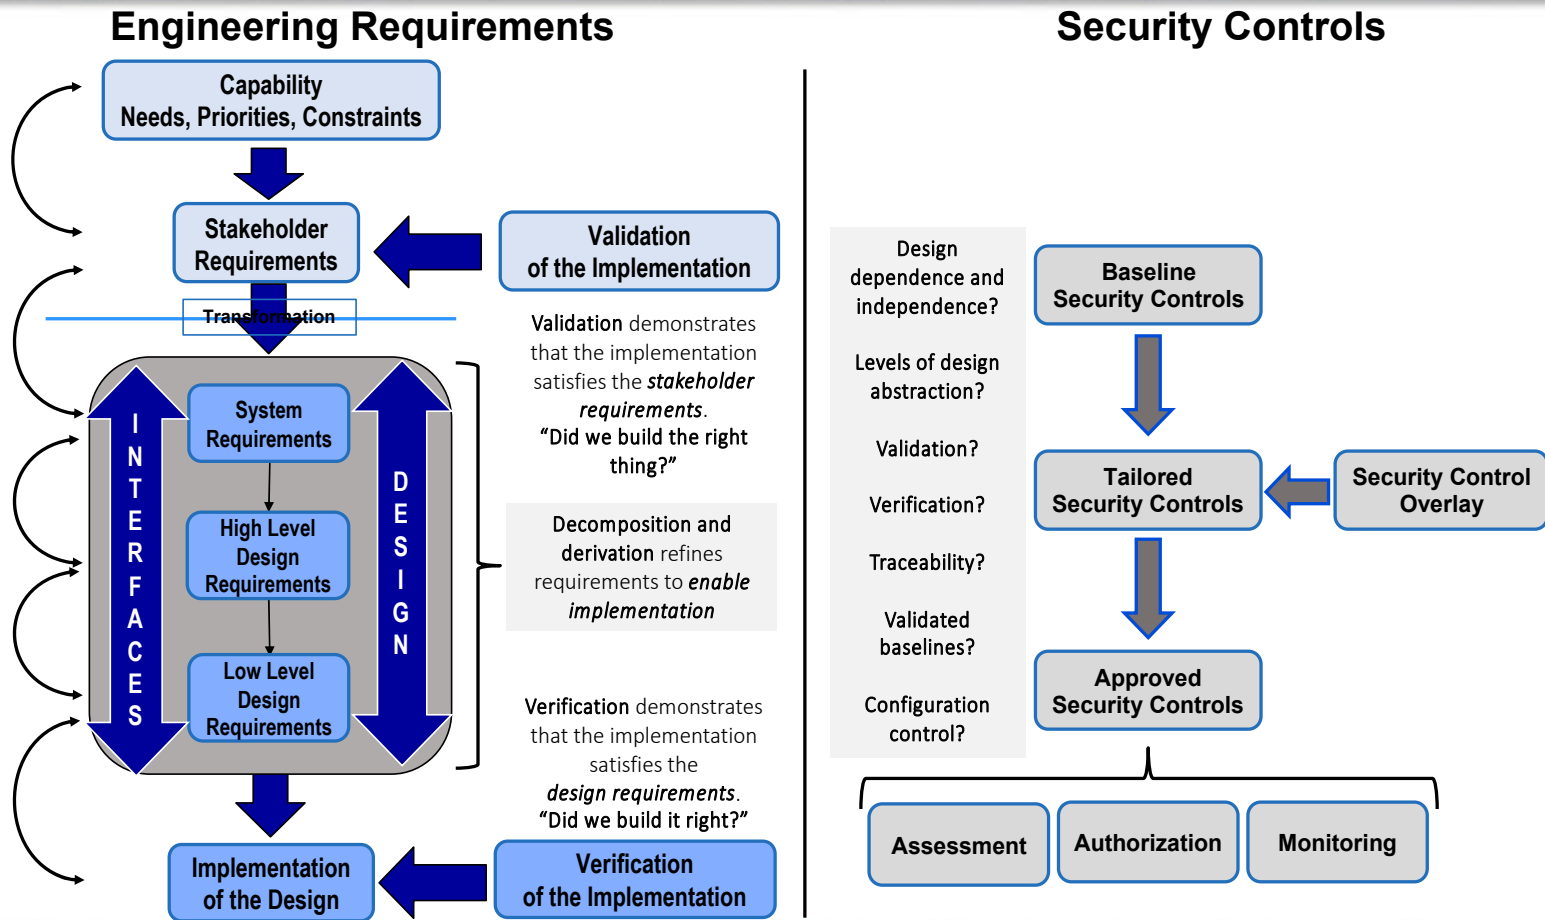 Engineering Requirements
Capability
Needs, Priorities, Constraints
Stakeholder
Requirements
Validation
of the Implementation
Transformation
Validation demonstrates
that the implementation
satisfies the stakeholder
requirements.
“Did we build the right
thing?”
INTERFACES
System
Requirements
High Level
Design
Requirements
Low Level
Design
Requirements
DESIGN
Decomposition and
derivation refines
requirements to enable
implementation
Verification demonstrates
that the implementation
satisfies the
design requirements.
“Did we build it right?”
Implementation
of the Design
Verification
of the Implementation
Security Controls
Design
dependence and
independence?
Levels of design
abstraction?
Validation?
Verification?
Traceability?
Validated
baselines?
Configuration
control?
Baseline
Security Controls
Tailored
Security Controls
Security Control
Overlay
Approved
Security Controls
Assessment
Authorization
Monitoring